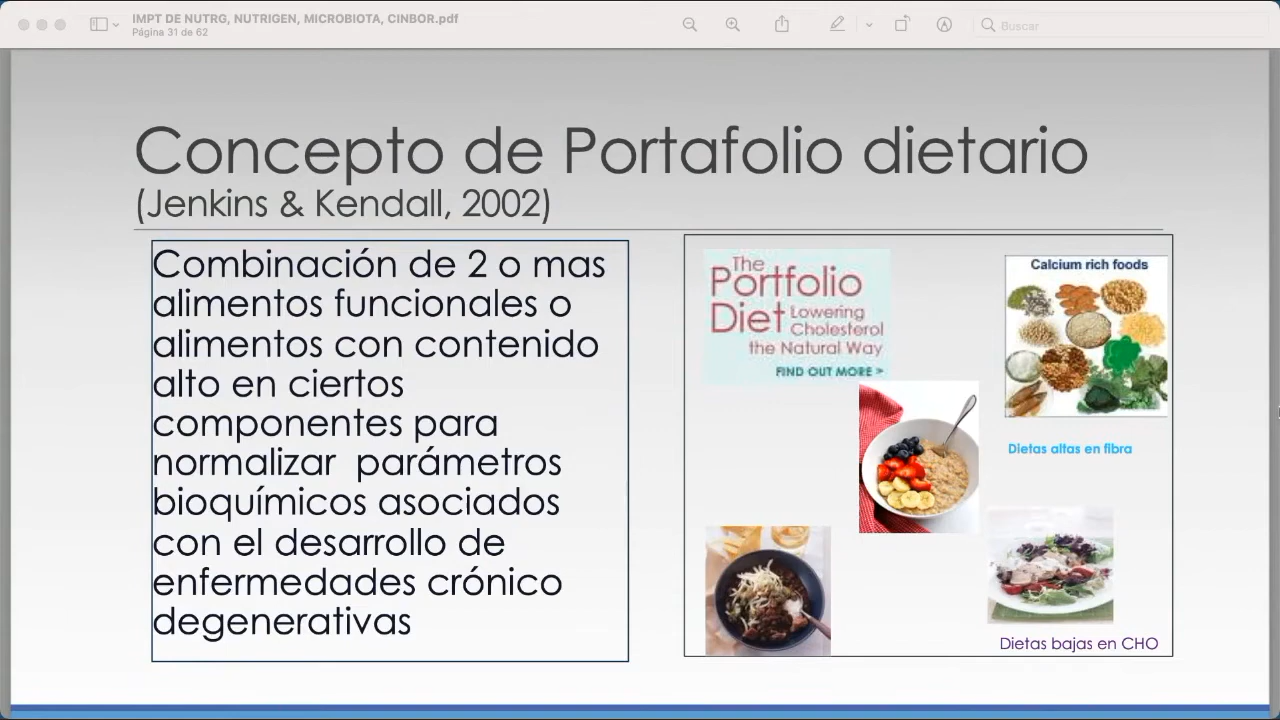 IMPT DE NUTRG, NUTRIGEN, MICROBIOTA, CINBOR.pdf
Página 31 de 62
Buscar
Concepto de Portafolio dietario
(Jenkins & Kendall, 2002)
Combinación de 2 o mas
alimentos funcionales o
alimentos con contenido
alto en ciertos
componentes para
normalizar parámetros
bioquímicos asociados
con el desarrollo de
enfermedades crónico
degenerativas
The
Portfolio
Diet Lowering
Cholesterol
the Natural Way
FIND OUT MORE >
Calcium rich foods
Dietas altas en fibra
Dietas bajas en CHO